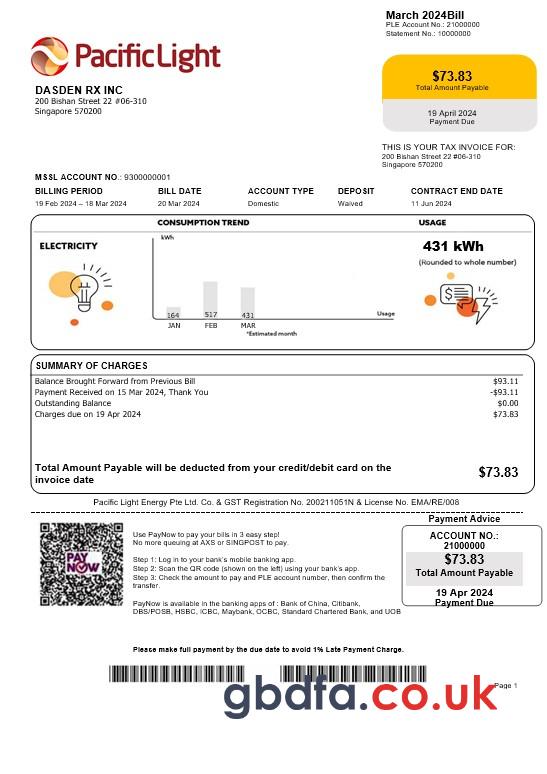 March 2024Bill
PLE Account No.: 21000000
Statement No.: 10000000
PacificLight
$73.83
Total Amount Payable
DASDEN RX INC
200 Bishan Street 22 #06-310
Singapore 570200
19 April 2024
Payment Due
THIS IS YOUR TAX INVOICE FOR:
200 Bishan Street 22 #06-310
Singapore 570200
MSSL ACCOUNT NO.: 9300000001
BILLING PERIOD BILL DATE ACCOUNT TYPE DEPOSIT CONTRACT END DATE
19 Feb 2024 – 18 Mar 2024 20 Mar 2024 Domestic Waived 11 Jun 2024
CONSUMPTION TREND USAGE
kWh
ELECTRICITY
431 kWh
(Rounded to whole number)
164 517 431 Usage
JAN FEB MAR
*Estimated month
SUMMARY OF CHARGES
Balance Brought Forward from Previous Bill $93.11
Payment Received on 15 Mar 2024, Thank You -$93.11
Outstanding Balance $0.00
Charges due on 19 Apr 2024 $73.83
Total Amount Payable will be deducted from your credit/debit card on the
invoice date
$73.83
Pacific Light Energy Pte Ltd. Co. & GST Registration No. 200211051N & License No. EMA/RE/008
Payment Advice
PAY
NOW
Use PayNow to pay your bills in 3 easy step!
No more queuing at AXS or SINGPOST to pay.
Step 1: Log in to your bank's mobile banking app.
Step 2: Scan the QR code (shown on the left) using your bank's app.
Step 3: Check the amount to pay and PLE account number, then confirm the
transfer.
PayNow is available in the banking apps of : Bank of China, Citibank,
DBS/POSB, HSBC, ICBC, Maybank, OCBC, Standard Chartered Bank, and UOB
ACCOUNT NO.:
21000000
$73.83
Total Amount Payable
19 Apr 2024
Payment Due
Please make full payment by the due date to avoid 1% Late Payment Charge.
Page 1
gbdfa.co.uk